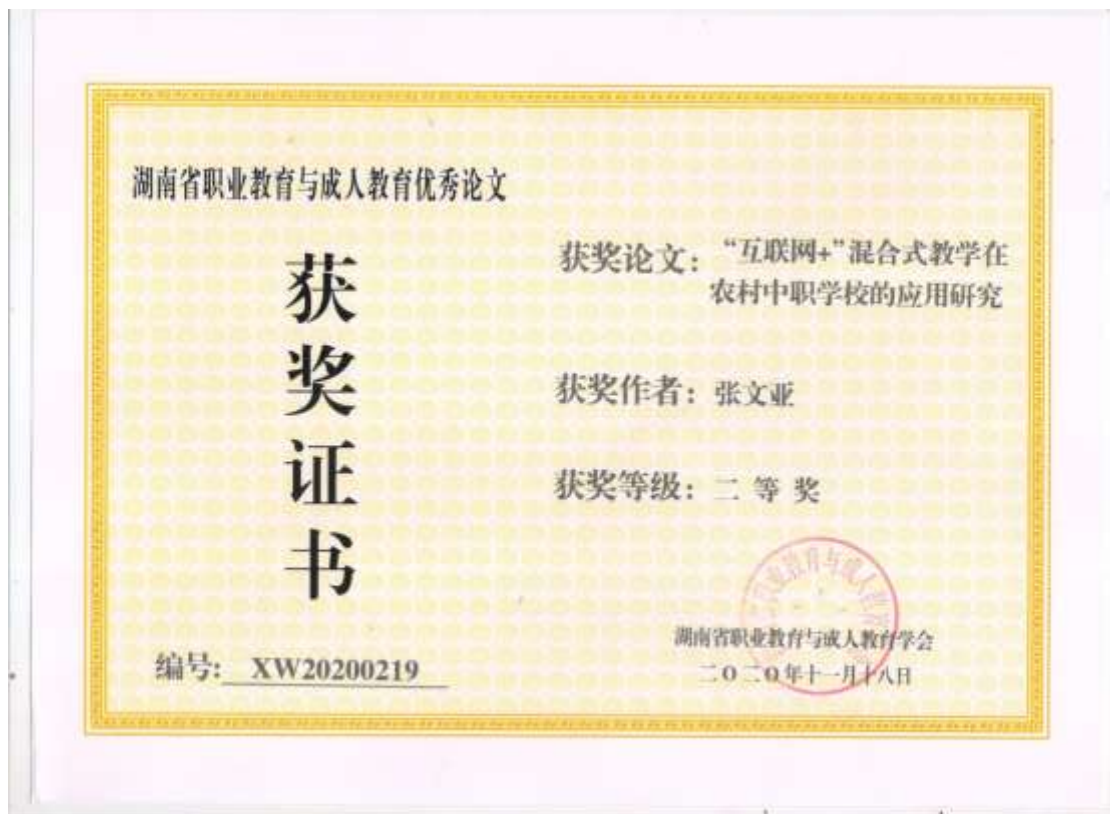 湖南省职业教育与成人教育优秀论文
获奖证书
编号: XW20200219
获奖论文: “互联网+”混合式教学在
农村中职学校的应用研究
获奖作者: 张文亚
获奖等级: 二等奖
湖南省职业教育与成人教育学会
二0二0年十一月十八日